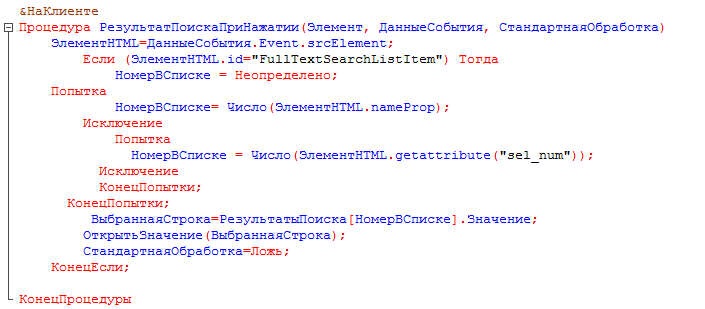 &НаКлиенте
Процедура РезультатПоискаПриНажатии(Элемент, ДанныеСобытия, СтандартнаяОбработка)
ЭлементHTML=ДанныеСобытия.Event.srcElement;
Если (ЭлементHTML.id="FullTextSearchListItem") Тогда
НомерВСписке = Неопределено;
Попытка
НомерВСписке= Число(ЭлементHTML.nameProp);
Исключение
Попытка
НомерВСписке = Число(ЭлементHTML.getattribute("sel_num"));
Исключение
КонецПопытки;
КонецПопытки;
ВыбраннаяСтрока=РезультатыПоиска[НомерВСписке].Значение;
ОткрытьЗначение(ВыбраннаяСтрока);
СтандартнаяОбработка=Ложь;
КонецЕсли;
КонецПроцедуры